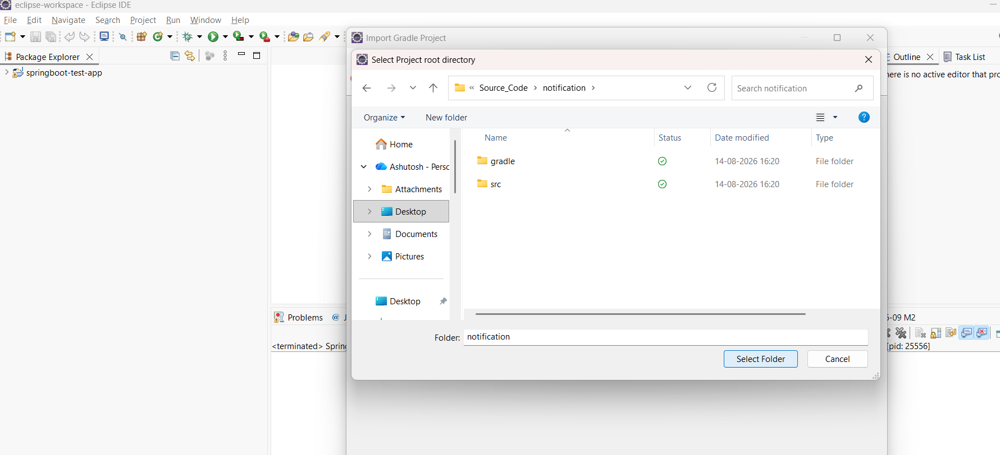 eclipse-workspace - Eclipse IDE
File Edit Navigate Search Project Run Window Help
Import Gradle Project
Package Explorer
Select Project root directory
Outline Task List
springboot-test-app
here is no active editor that pro
« Source_Code > notification >
Search notification
Organize New folder
?
Name Status Date modified Type
Home
Ashutosh - Perso
gradle 14-08-2026 16:20 File folder
Attachments
src 14-08-2026 16:20 File folder
Desktop
Documents
Pictures
Desktop
Problems @ J
5-09 M2
Folder: notification
<terminated> Spring
[pid: 25556]
Select Folder Cancel